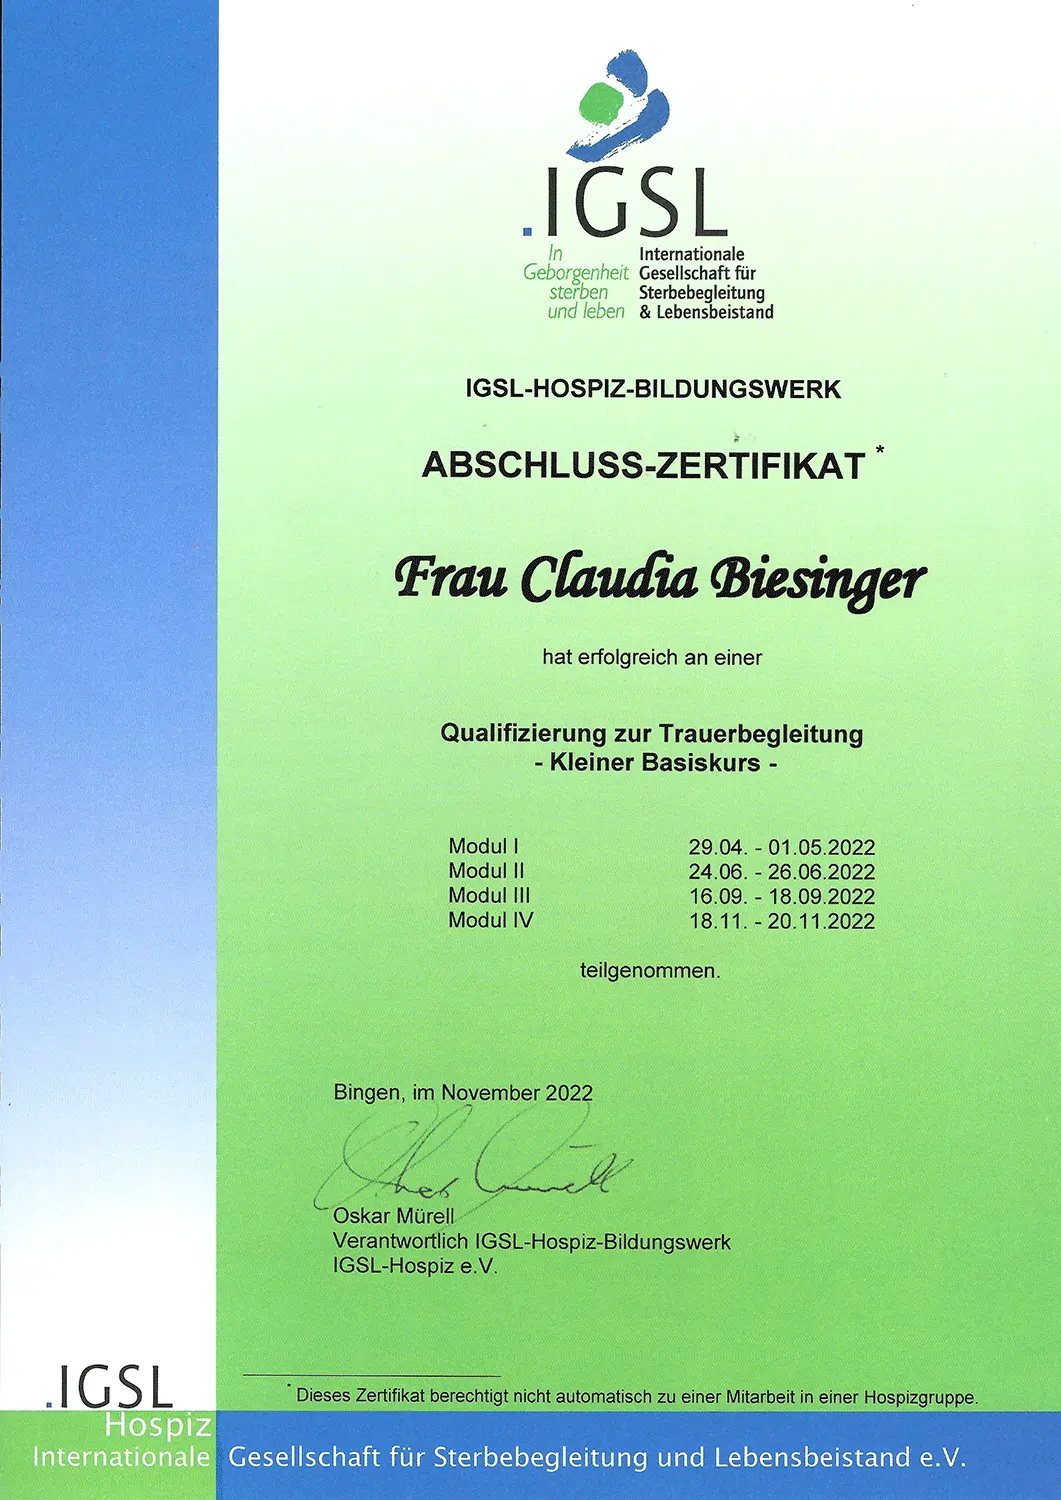 .IGSL
In
Geborgenheit
sterben
und leben
Internationale
Gesellschaft für
Sterbebegleitung
& Lebensbeistand
IGSL-HOSPIZ-BILDUNGSWERK
ABSCHLUSS-ZERTIFIKAT *
Frau Claudia Biesinger
hat erfolgreich an einer
Qualifizierung zur Trauerbegleitung
- Kleiner Basiskurs -
Modul I 29.04. - 01.05.2022
Modul II 24.06. - 26.06.2022
Modul III 16.09. - 18.09.2022
Modul IV 18.11. - 20.11.2022
teilgenommen.
Bingen, im November 2022
Oskar Mürell
Oskar Mürell
Verantwortlich IGSL-Hospiz-Bildungswerk
IGSL-Hospiz e.V.
* Dieses Zertifikat berechtigt nicht automatisch zu einer Mitarbeit in einer Hospizgruppe.
.IGSL
Hospiz
Internationale Gesellschaft für Sterbebegleitung und Lebensbeistand e.V.